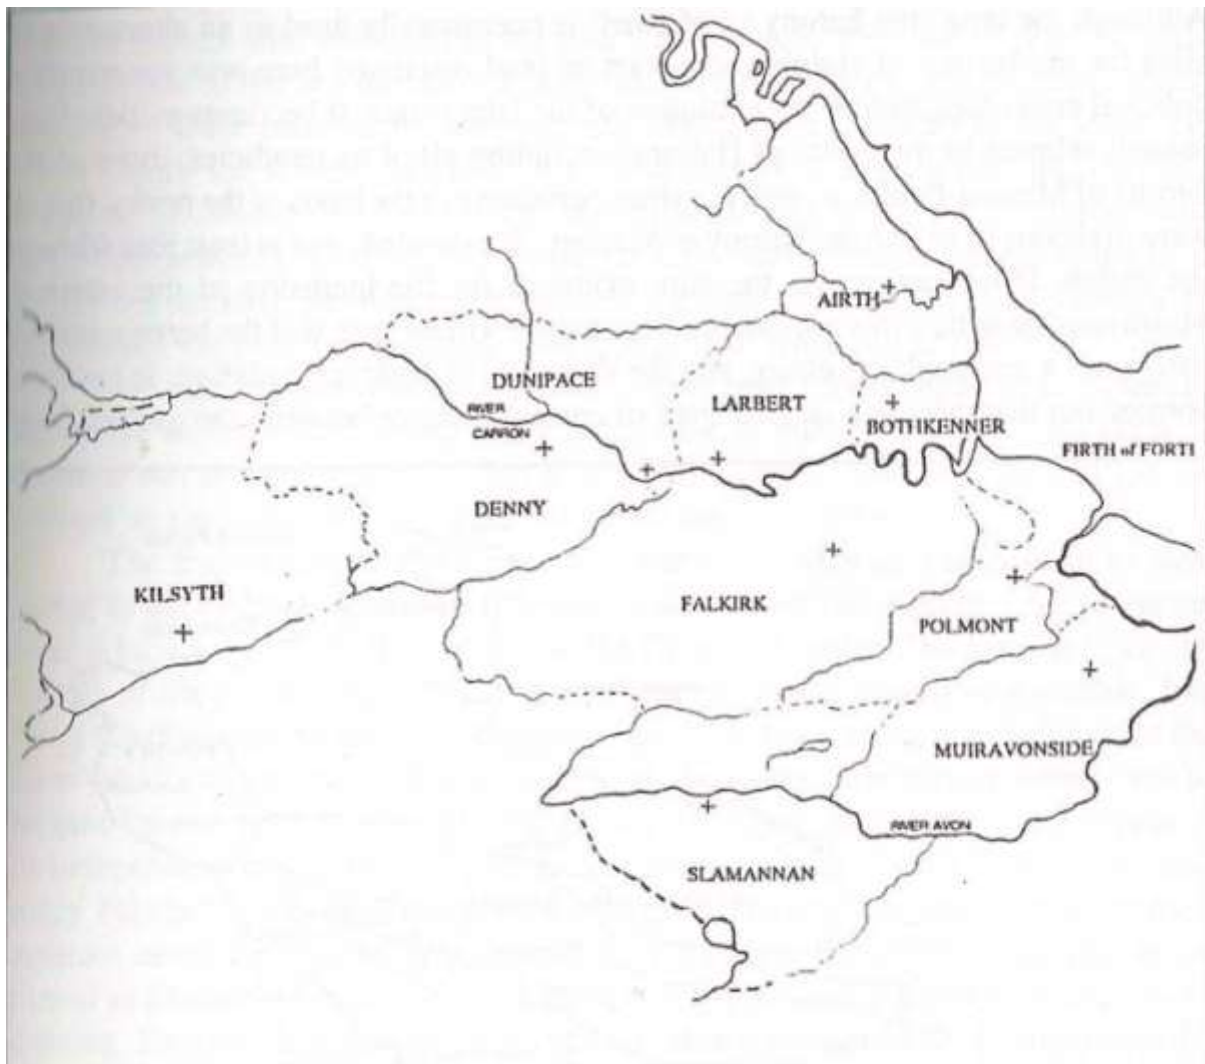 AIRTH
DUNIPACE
LARBERT
RIVER
CARRON
BOTHKENNER
FIRTH of FORTH
DENNY
KILSYTH
FALKIRK
POLMONT
MUIRAVONSIDE
RIVER AVON
SLAMANNAN